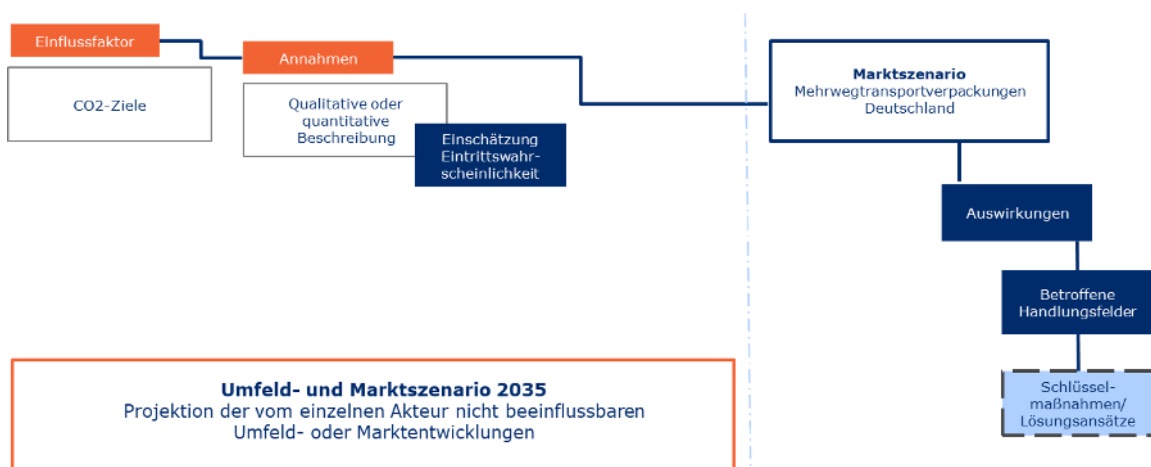 Einflussfaktor
CO2-Ziele
Annahmen
Qualitative oder
quantitative
Beschreibung
Einschätzung
Eintrittswahr-
scheinlichkeit
Marktszenario
Mehrwegtransportverpackungen
Deutschland
Auswirkungen
Betroffene
Handlungsfelder
Schlüssel-
maßnahmen/
Lösungsansätze
Umfeld- und Marktszenario 2035
Projektion der vom einzelnen Akteur nicht beeinflussbaren
Umfeld- oder Marktentwicklungen